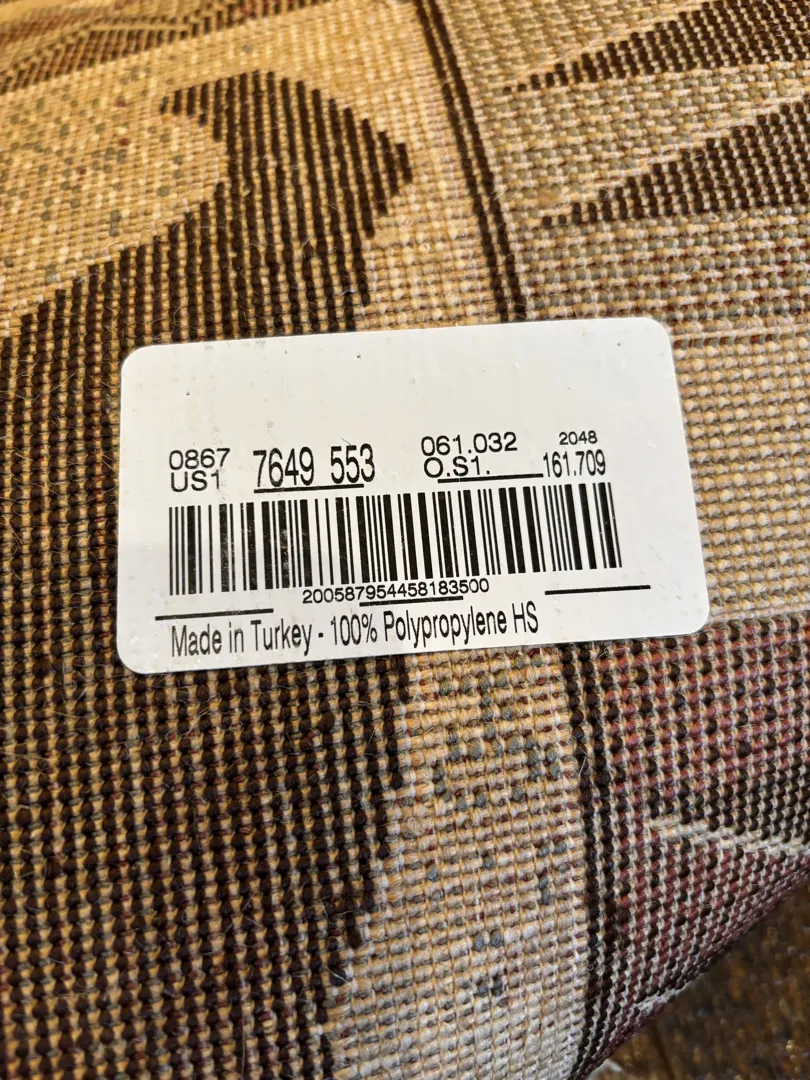 0867 7649 553 061.032 2048
US1 O.S1. 161.709
200587954458183500
Made in Turkey - 100% Polypropylene HS